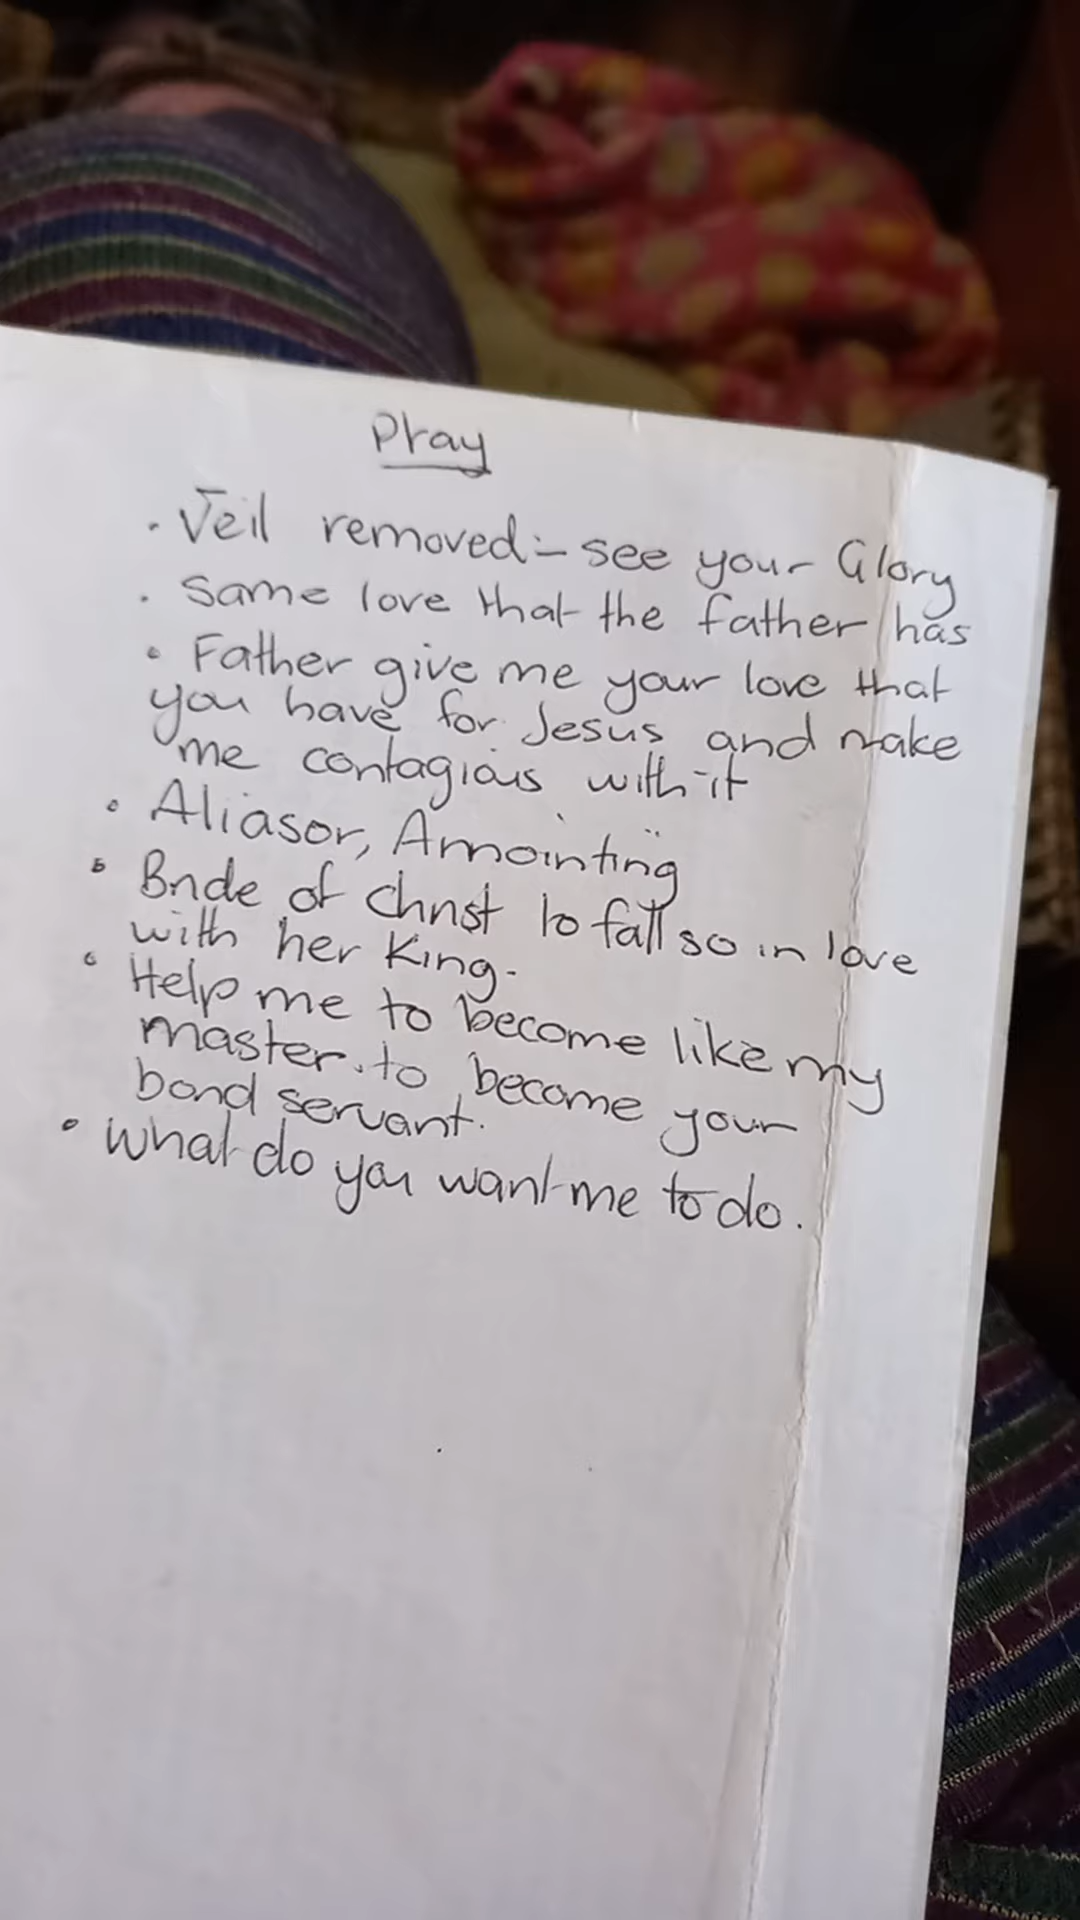 Pray
• Veil removed:- see your Glory
• same love that the father has
• Father give me your love that
you have for Jesus and make
me contagious with it
• Aliasor, Annointing
• Bride of Christ to fall so in love
with her King.
• Help me to become like my
master. to become your
bond servant.
• what do you want me to do.